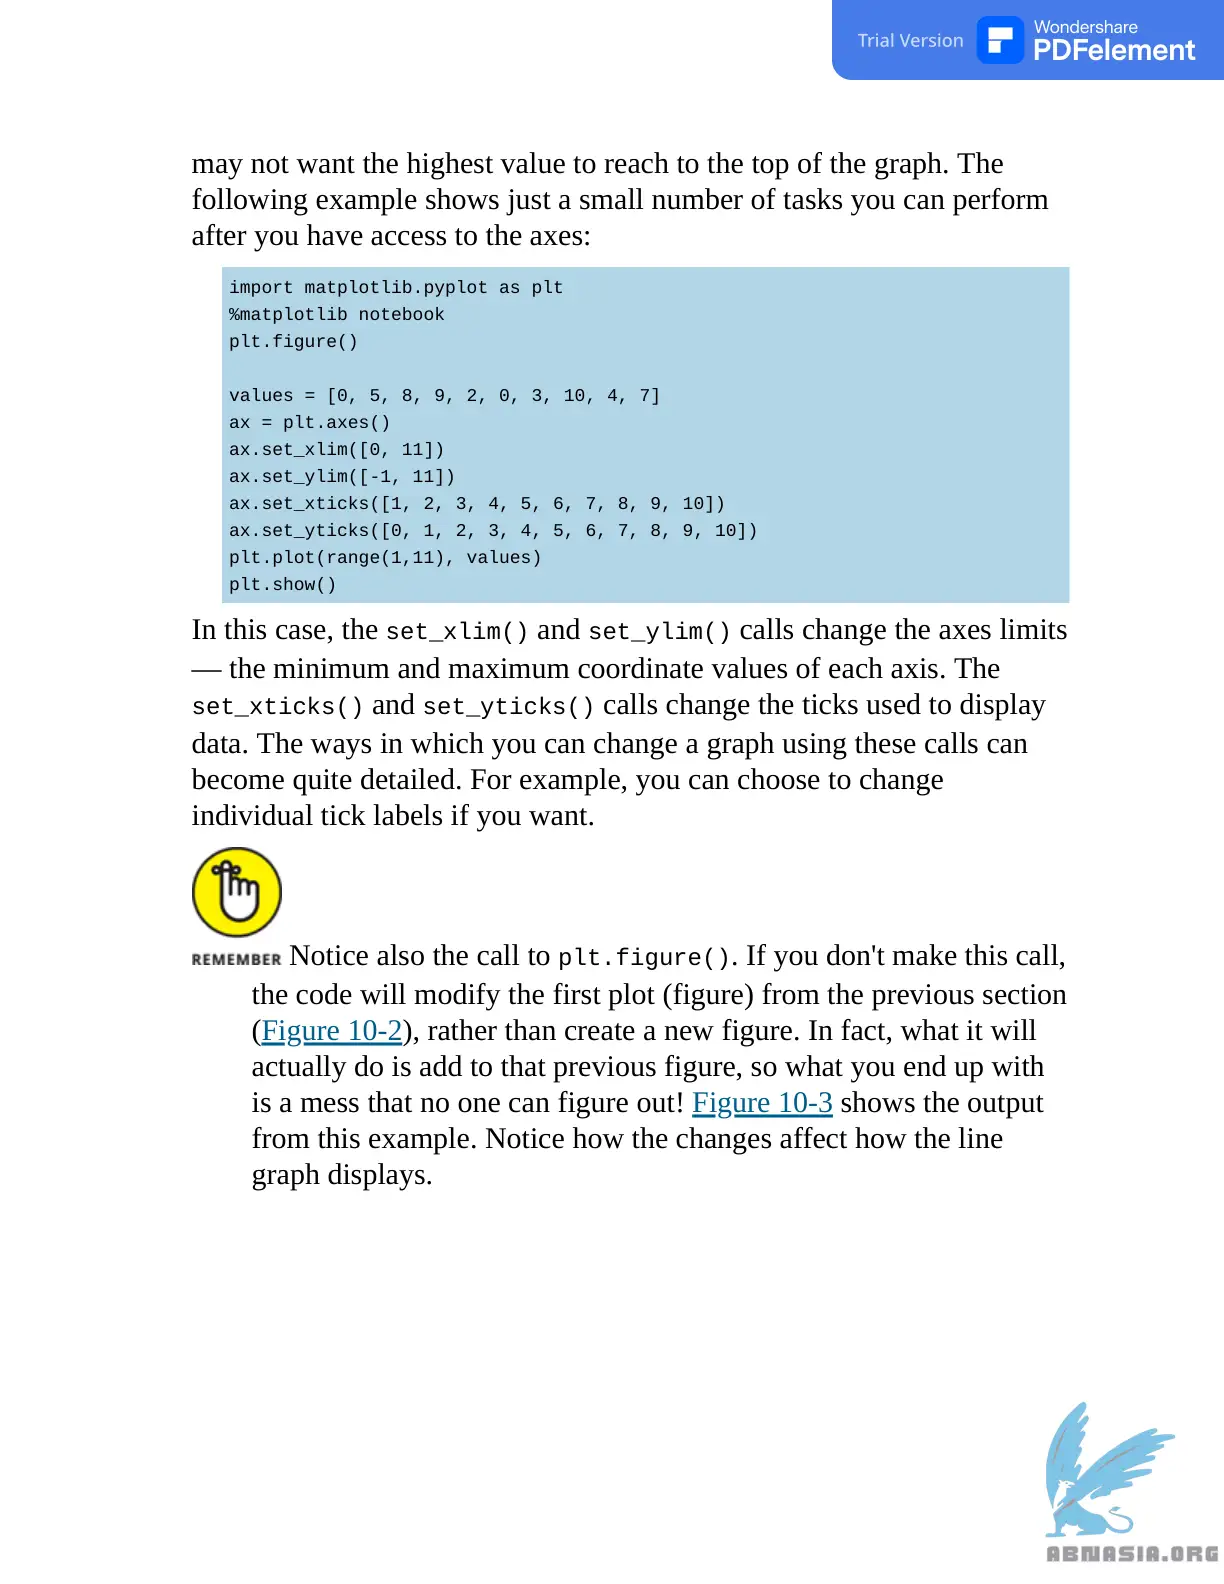 Trial Version
Wondershare
PDFelement
may not want the highest value to reach to the top of the graph. The
following example shows just a small number of tasks you can perform
after you have access to the axes:
import matplotlib.pyplot as plt
%matplotlib notebook
plt.figure()
values = [0, 5, 8, 9, 2, 0, 3, 10, 4, 7]
ax = plt.axes()
ax.set_xlim([0, 11])
ax.set_ylim([-1, 11])
ax.set_xticks([1, 2, 3, 4, 5, 6, 7, 8, 9, 10])
ax.set_yticks([0, 1, 2, 3, 4, 5, 6, 7, 8, 9, 10])
plt.plot(range(1,11), values)
plt.show()
In this case, the set_xlim() and set_ylim() calls change the axes limits
— the minimum and maximum coordinate values of each axis. The
set_xticks() and set_yticks() calls change the ticks used to display
data. The ways in which you can change a graph using these calls can
become quite detailed. For example, you can choose to change
individual tick labels if you want.
REMEMBER Notice also the call to plt.figure(). If you don't make this call,
the code will modify the first plot (figure) from the previous section
(Figure 10-2), rather than create a new figure. In fact, what it will
actually do is add to that previous figure, so what you end up with
is a mess that no one can figure out! Figure 10-3 shows the output
from this example. Notice how the changes affect how the line
graph displays.
ABNASIA.ORG